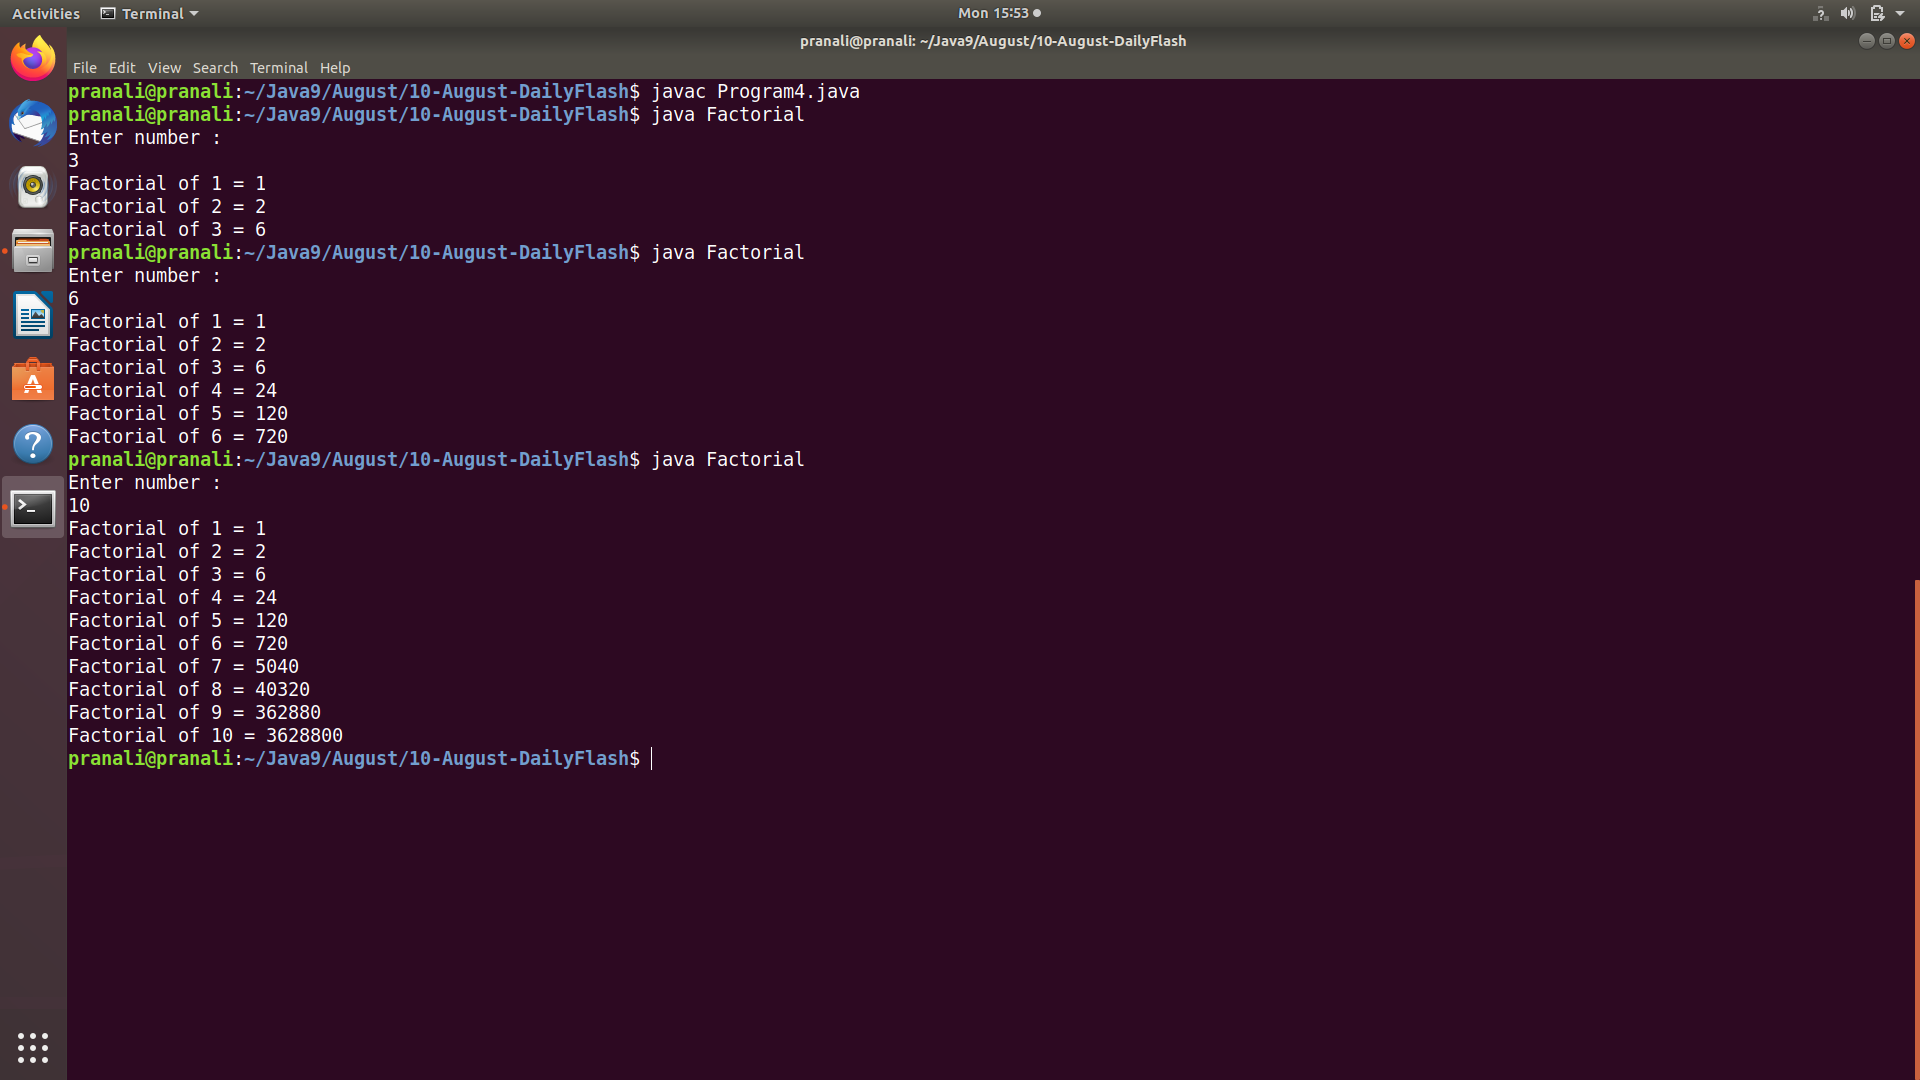 Activities Terminal Mon 15:53
pranali@pranali: ~/Java9/August/10-August-DailyFlash
File Edit View Search Terminal Help
pranali@pranali:~/Java9/August/10-August-DailyFlash$ javac Program4.java
pranali@pranali:~/Java9/August/10-August-DailyFlash$ java Factorial
Enter number :
3
Factorial of 1 = 1
Factorial of 2 = 2
Factorial of 3 = 6
pranali@pranali:~/Java9/August/10-August-DailyFlash$ java Factorial
Enter number :
6
Factorial of 1 = 1
Factorial of 2 = 2
Factorial of 3 = 6
Factorial of 4 = 24
Factorial of 5 = 120
Factorial of 6 = 720
pranali@pranali:~/Java9/August/10-August-DailyFlash$ java Factorial
Enter number :
10
Factorial of 1 = 1
Factorial of 2 = 2
Factorial of 3 = 6
Factorial of 4 = 24
Factorial of 5 = 120
Factorial of 6 = 720
Factorial of 7 = 5040
Factorial of 8 = 40320
Factorial of 9 = 362880
Factorial of 10 = 3628800
pranali@pranali:~/Java9/August/10-August-DailyFlash$